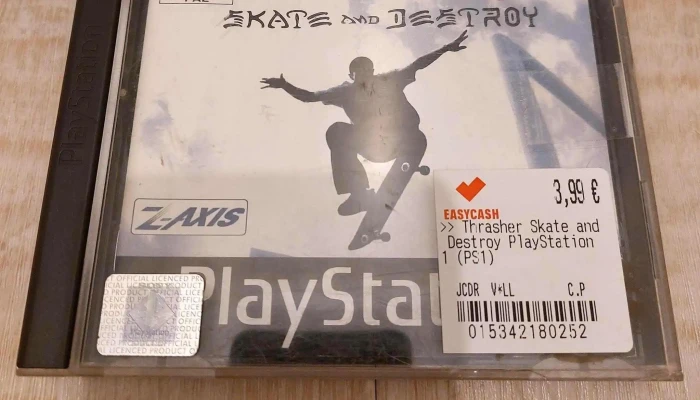 PAL
SKATE AND DESTROY
Z-AXIS
PlayStat
3,99 €
EASYCASH
>> Thrasher Skate and
Destroy PlayStation
1 (PS1)
JCDR V*LL C.P
015342180252
PlayStation
OFFICIAL LICENCED PRODUCT
PlayStation